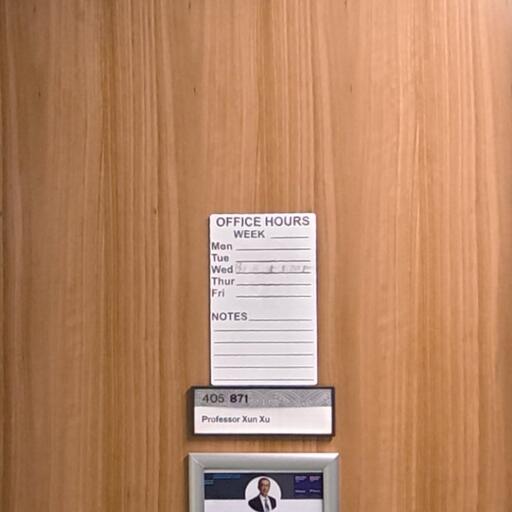 OFFICE HOURS
WEEK
Mon
Tue
Wed
Thur
Fri
NOTES
405 871
Professor Xun Xu